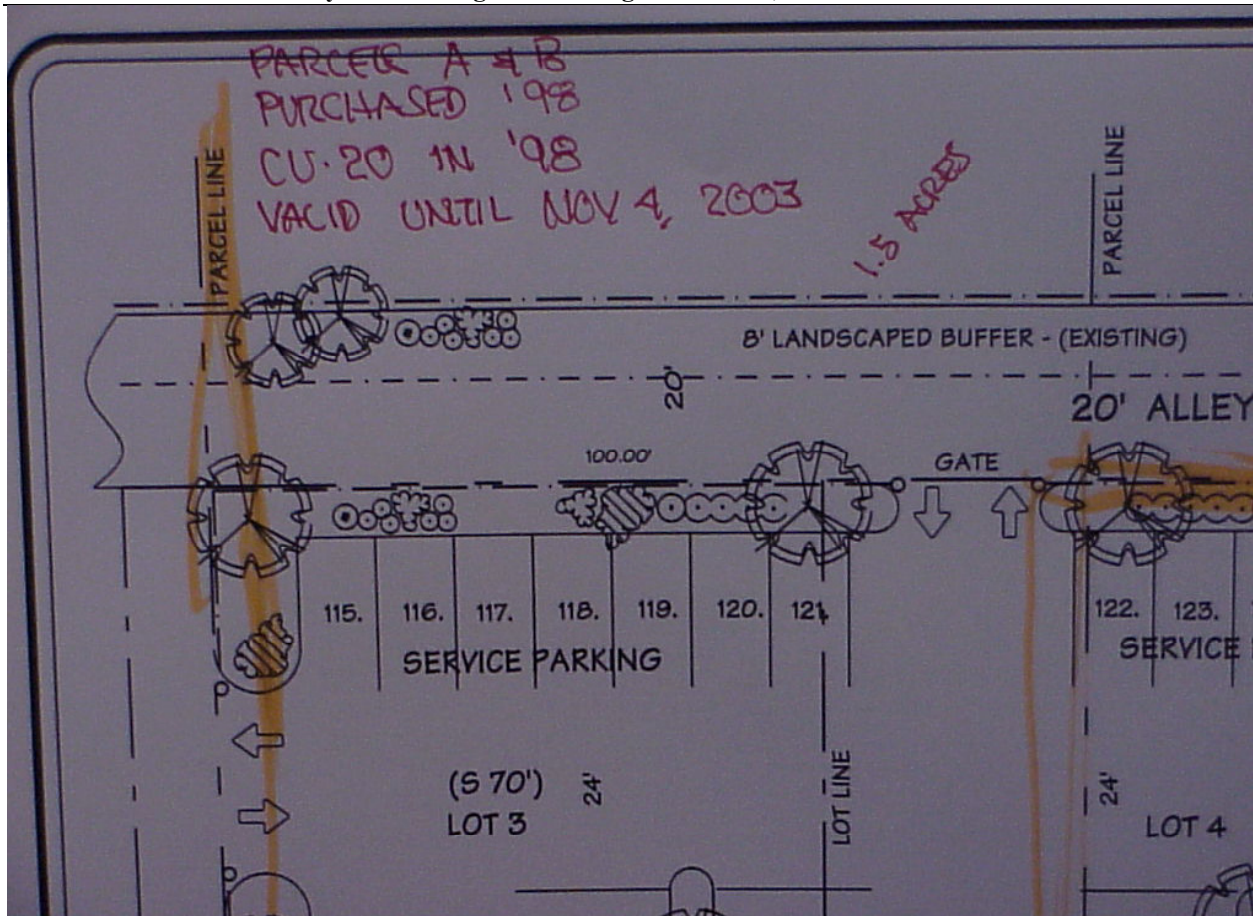 PARCELS A & B
PURCHASED '98
CU-20 IN '98
VALID UNTIL NOV 4, 2003
1.5 ACRES
PARCEL LINE
PARCEL LINE
8' LANDSCAPED BUFFER - (EXISTING)
20'
20' ALLEY
100.00'
GATE
115. 116. 117. 118. 119. 120. 121. 122. 123.
SERVICE PARKING
SERVICE
(S 70')
LOT 3
24'
LOT LINE
24'
LOT 4